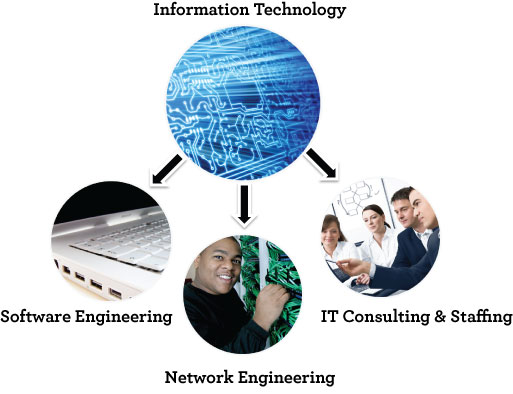 Information Technology
Software Engineering
IT Consulting & Staffing
Network Engineering